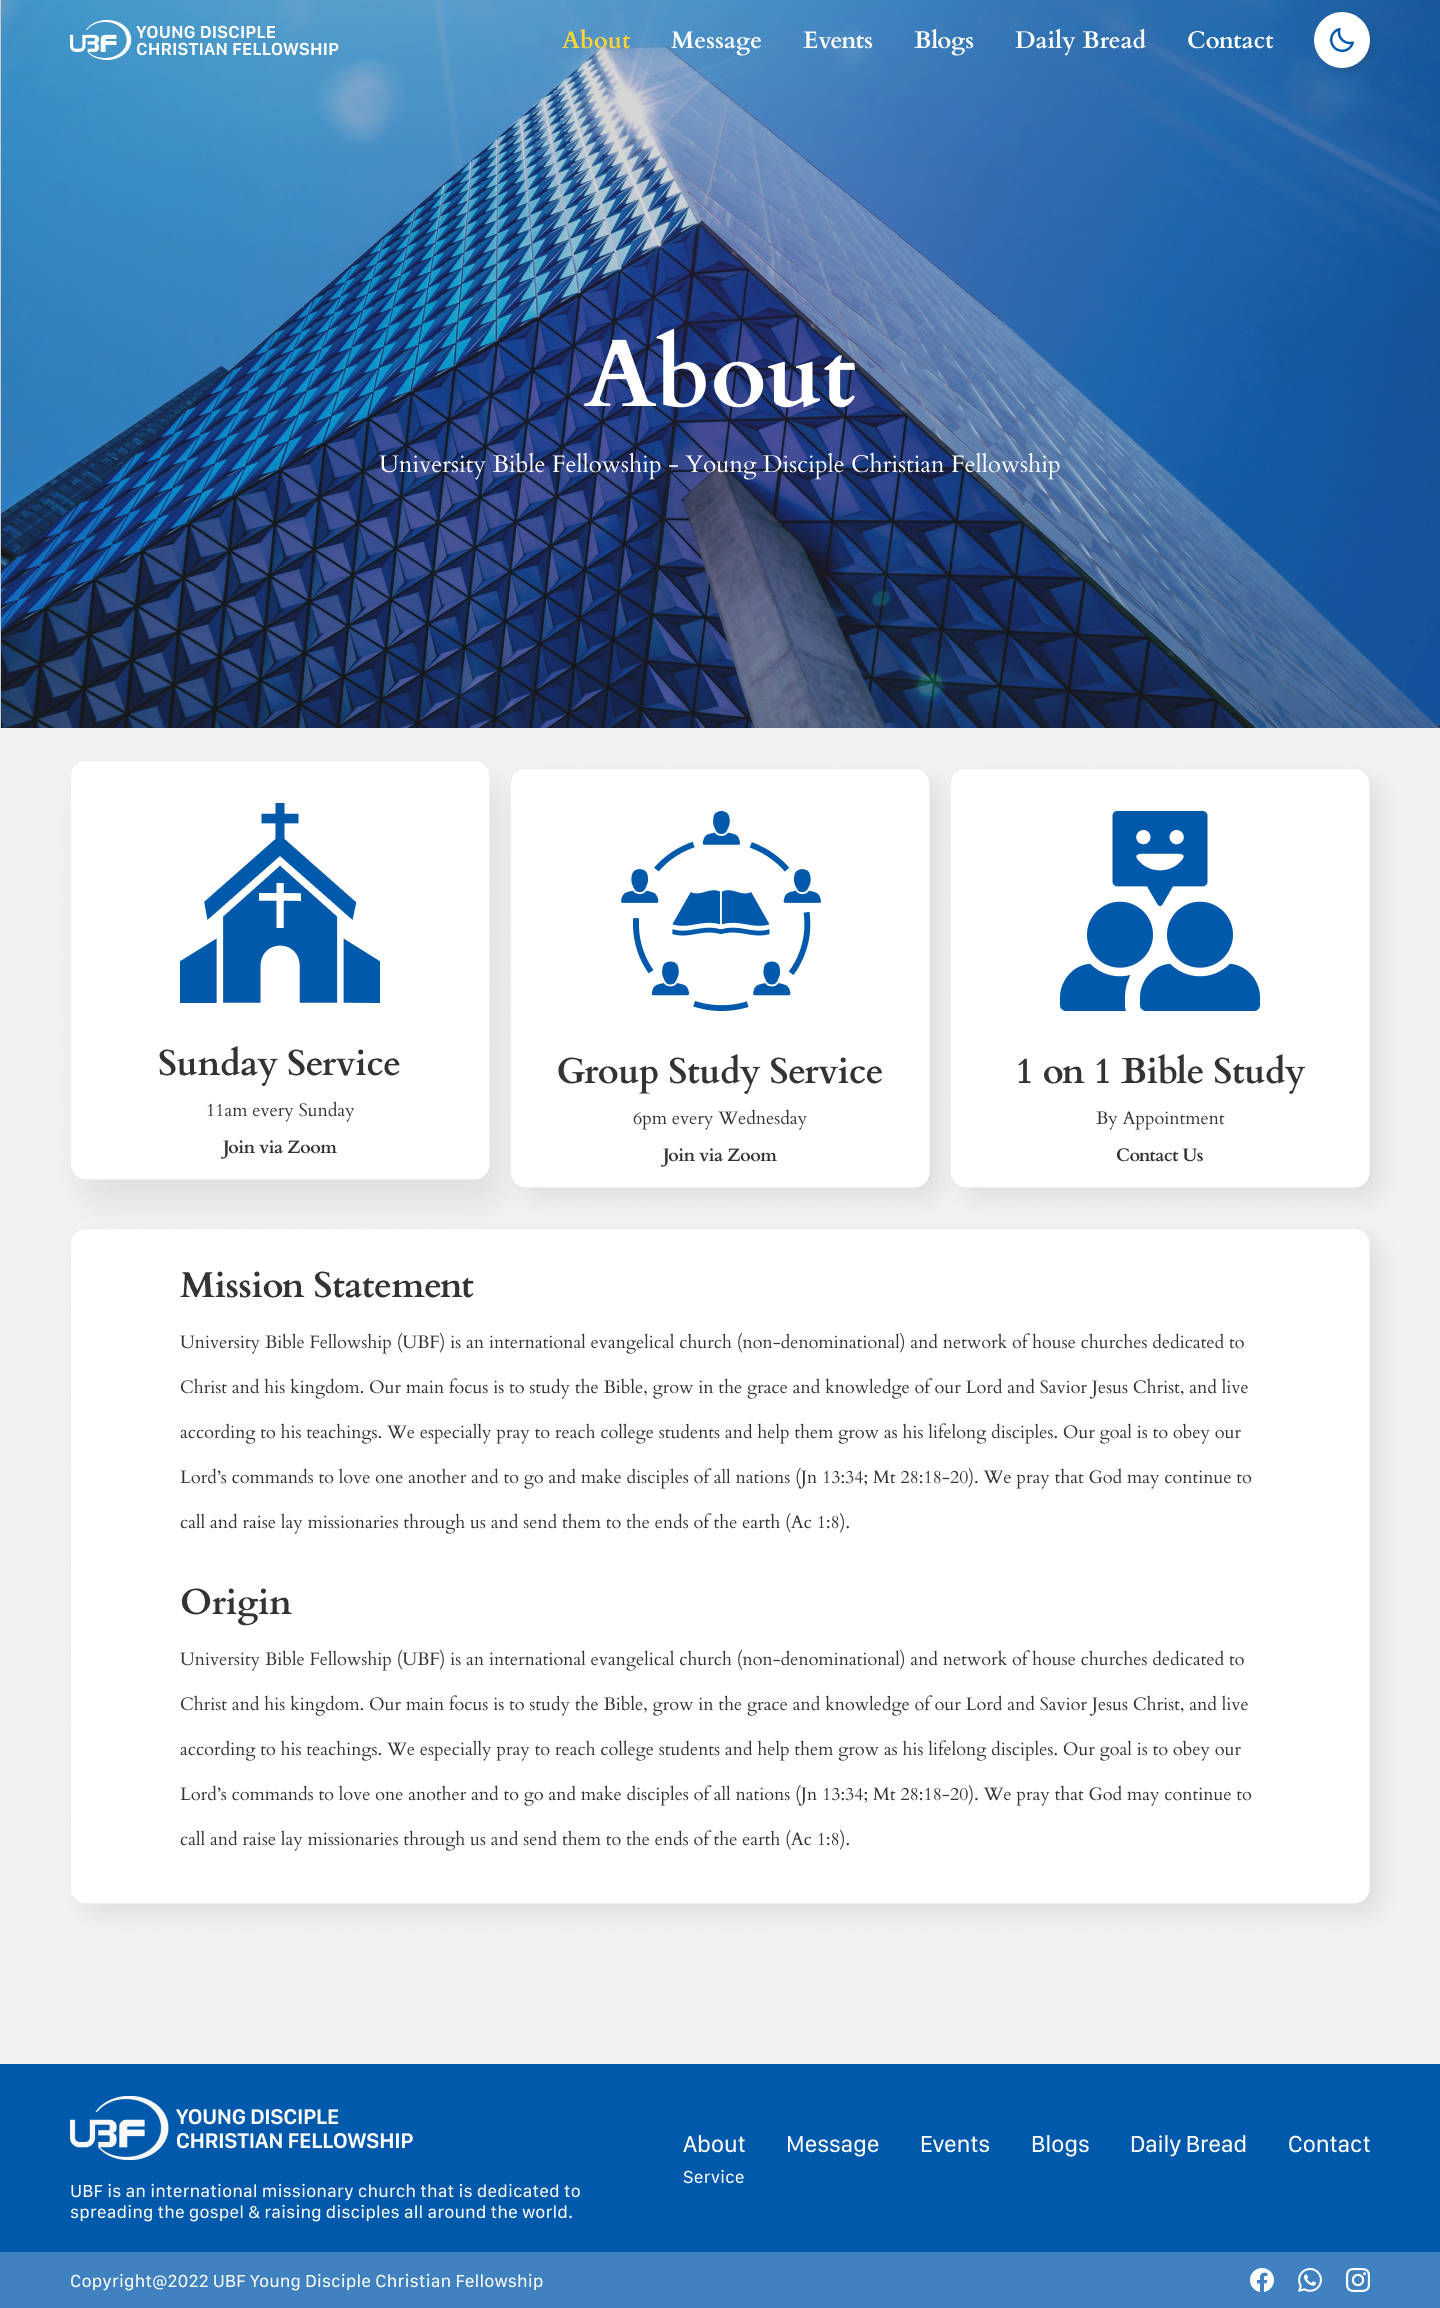 UBF YOUNG DISCIPLE
CHRISTIAN FELLOWSHIP
About Message Events Blogs Daily Bread Contact
About
University Bible Fellowship - Young Disciple Christian Fellowship
Sunday Service
11am every Sunday
Join via Zoom
Group Study Service
6pm every Wednesday
Join via Zoom
1 on 1 Bible Study
By Appointment
Contact Us
Mission Statement
University Bible Fellowship (UBF) is an international evangelical church (non-denominational) and network of house churches dedicated to
Christ and his kingdom. Our main focus is to study the Bible, grow in the grace and knowledge of our Lord and Savior Jesus Christ, and live
according to his teachings. We especially pray to reach college students and help them grow as his lifelong disciples. Our goal is to obey our
Lord's commands to love one another and to go and make disciples of all nations (Jn 13:34; Mt 28:18-20). We pray that God may continue to
call and raise lay missionaries through us and send them to the ends of the earth (Ac 1:8).
Origin
University Bible Fellowship (UBF) is an international evangelical church (non-denominational) and network of house churches dedicated to
Christ and his kingdom. Our main focus is to study the Bible, grow in the grace and knowledge of our Lord and Savior Jesus Christ, and live
according to his teachings. We especially pray to reach college students and help them grow as his lifelong disciples. Our goal is to obey our
Lord's commands to love one another and to go and make disciples of all nations (Jn 13:34; Mt 28:18-20). We pray that God may continue to
call and raise lay missionaries through us and send them to the ends of the earth (Ac 1:8).
UBF YOUNG DISCIPLE
CHRISTIAN FELLOWSHIP
UBF is an international missionary church that is dedicated to
spreading the gospel & raising disciples all around the world.
About Message Events Blogs Daily Bread Contact
Service
Copyright@2022 UBF Young Disciple Christian Fellowship